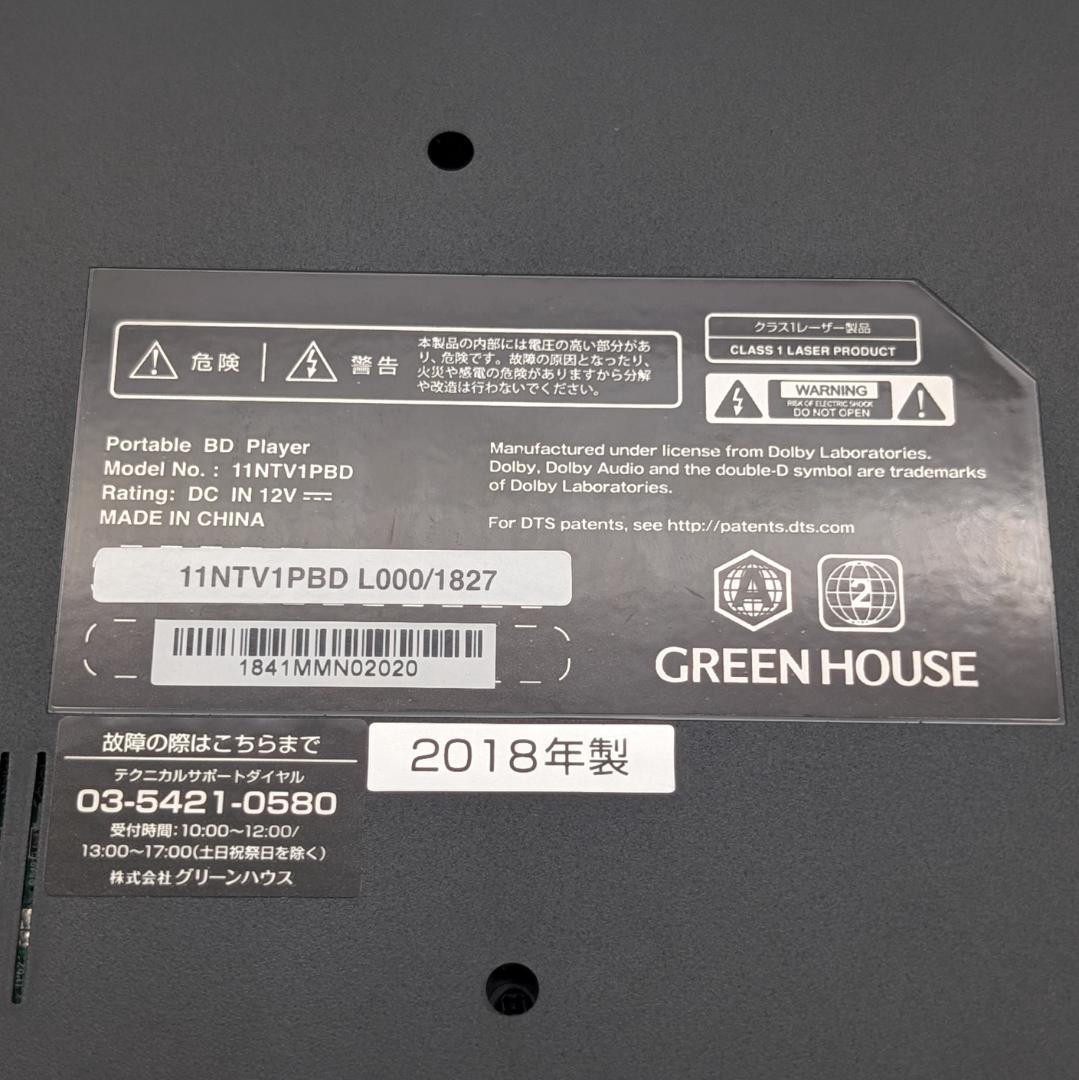 危険
警告
本製品の内部には電圧の高い部分があ
り、危険です。故障の原因となったり、
火災や感電の危険がありますから分解
や改造は行わないでください。
クラス1レーザー製品
CLASS 1 LASER PRODUCT
WARNING
RISK OF ELECTRIC SHOCK
DO NOT OPEN
Portable BD Player
Model No. : 11NTV1PBD
Rating: DC IN 12V ⎓
MADE IN CHINA
Manufactured under license from Dolby Laboratories.
Dolby, Dolby Audio and the double-D symbol are trademarks
of Dolby Laboratories.
For DTS patents, see http://patents.dts.com
11NTV1PBD L000/1827
1841MMN02020
A
2
GREEN HOUSE
故障の際はこちらまで
テクニカルサポートダイヤル
03-5421-0580
受付時間:10:00~12:00/
13:00~17:00(土日祝祭日を除く)
株式会社グリーンハウス
2018年製